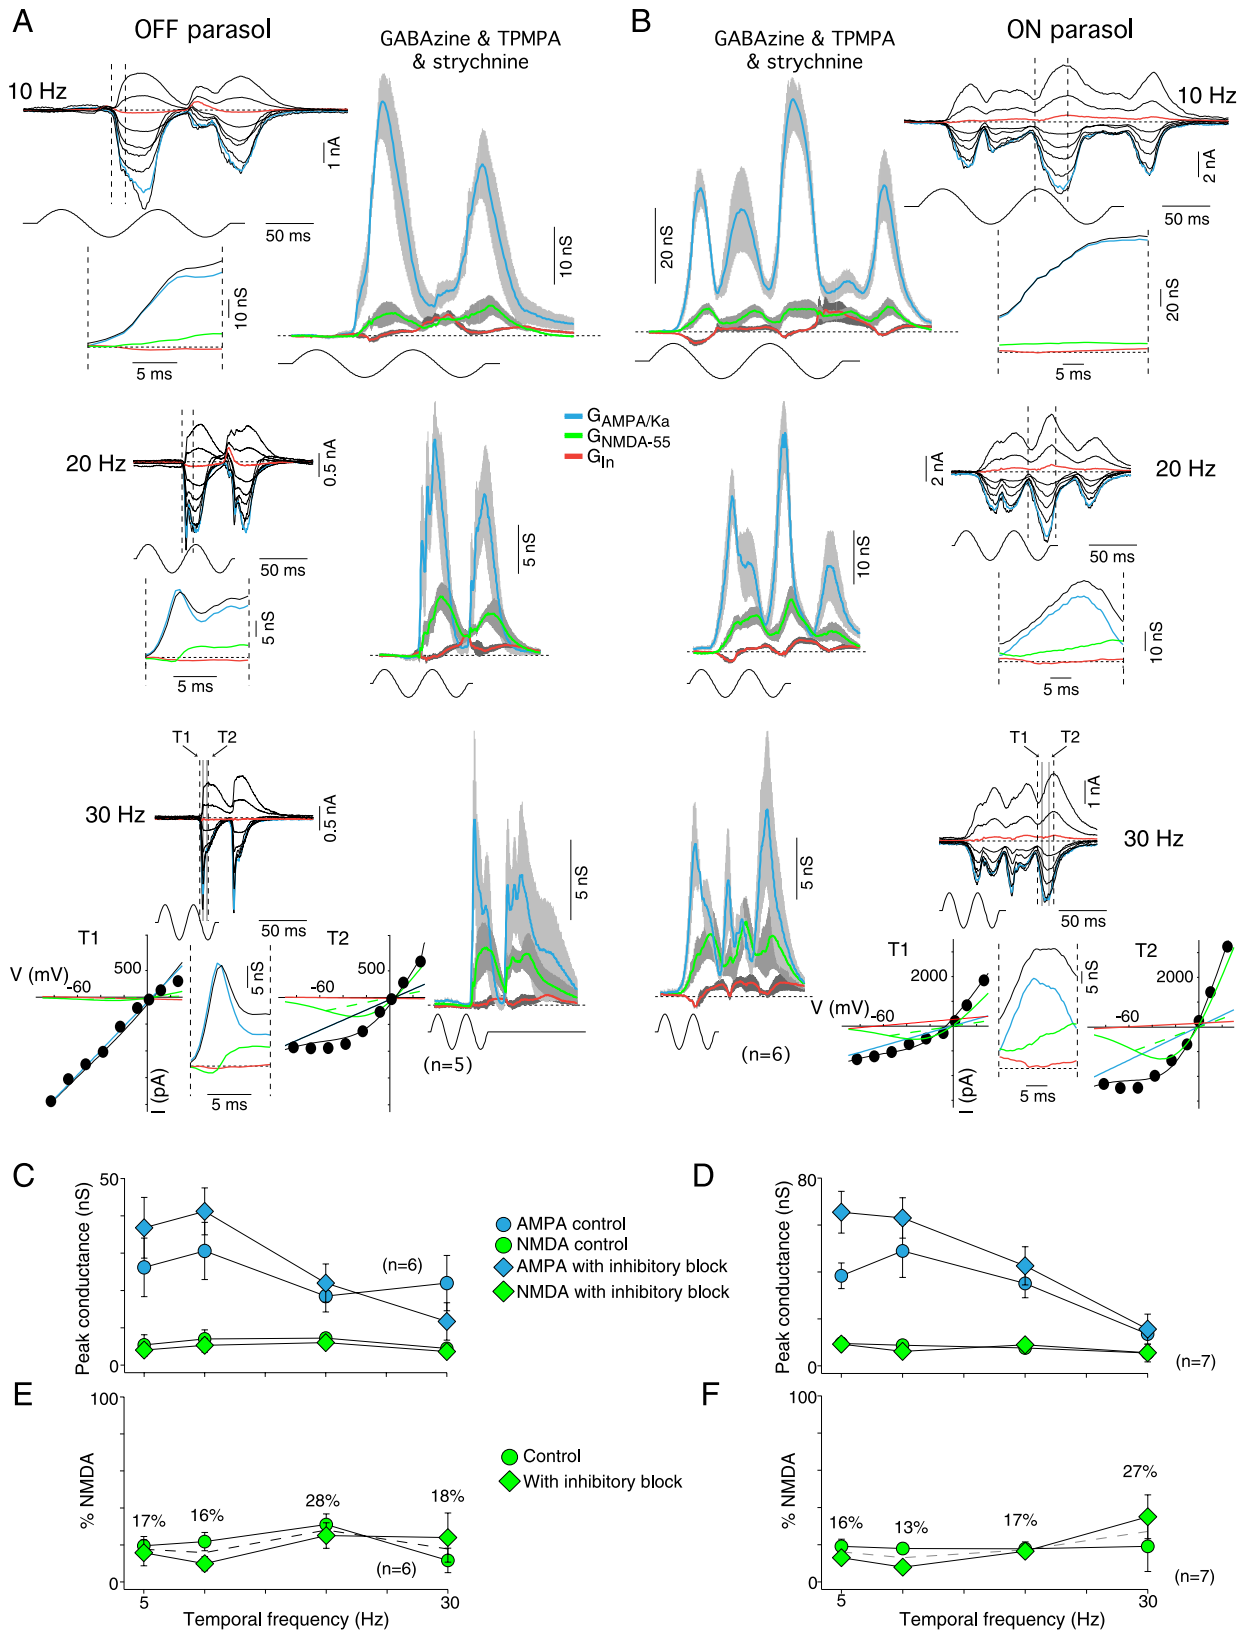 A
OFF parasol
GABAzine & TPMPA
& strychnine
B
GABAzine & TPMPA
& strychnine
ON parasol
10 Hz
1 nA
50 ms
10 nS
5 ms
10 nS
20 nS
10 Hz
2 nA
50 ms
20 nS
5 ms
20 Hz
0.5 nA
50 ms
5 nS
5 ms
5 nS
G AMPA/Ka
G NMDA-55
G In
10 nS
2 nA
20 Hz
50 ms
10 nS
5 ms
T1 T2
30 Hz
0.5 nA
50 ms
T1
V (mV)
-60
500
I (pA)
5 nS
5 ms
T2
-60
500
5 nS
(n=5)
5 nS
(n=6)
T1 T2
1 nA
30 Hz
50 ms
T1
V (mV)
-60
2000
I (pA)
5 nS
5 ms
T2
-60
2000
C
Peak conductance (nS)
50
0
(n=6)
AMPA control
NMDA control
AMPA with inhibitory block
NMDA with inhibitory block
D
Peak conductance (nS)
80
0
(n=7)
E
% NMDA
100
0
17%
16%
28%
18%
(n=6)
5
30
Temporal frequency (Hz)
Control
With inhibitory block
F
% NMDA
100
0
16%
13%
17%
27%
(n=7)
5
30
Temporal frequency (Hz)